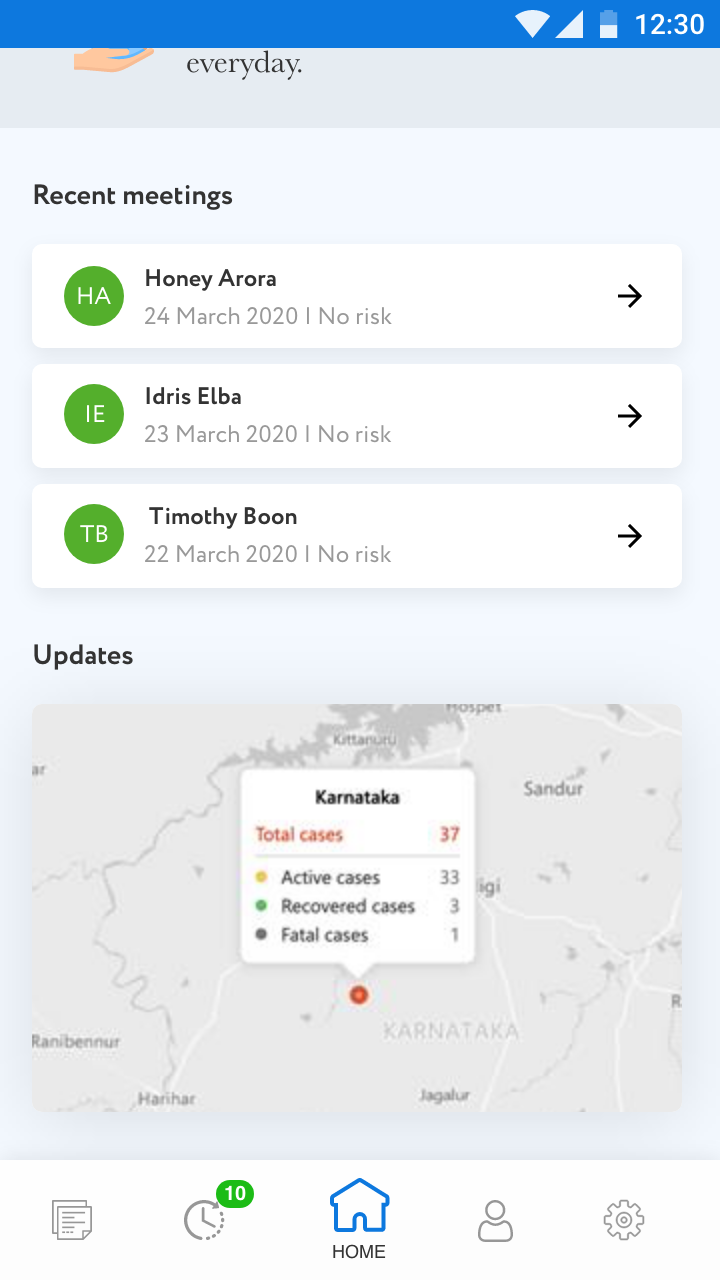 12:30
everyday.
Recent meetings
HA
Honey Arora
24 March 2020 | No risk
IE
Idris Elba
23 March 2020 | No risk
TB
Timothy Boon
22 March 2020 | No risk
Updates
Hospet
Kittanuru
ar
Sandur
Karnataka
Total cases 37
Active cases 33
Recovered cases 3
Fatal cases 1
ligi
R
KARNATAKA
Ranibennur
Harihar
Jagalur
10
HOME